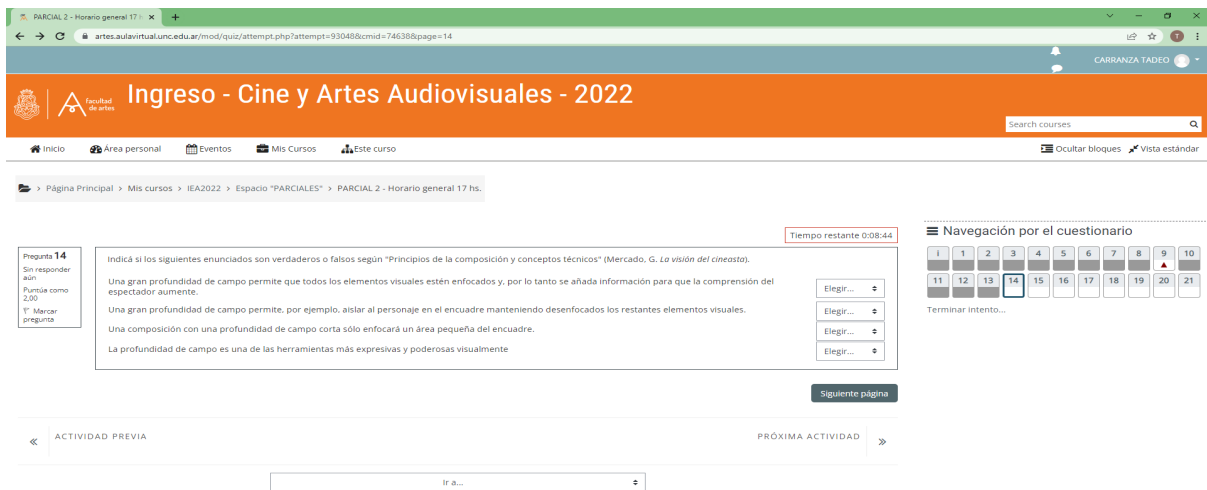 PARCIAL 2 - Horario general 17 h
artes.aulavirtual.unc.edu.ar/mod/quiz/attempt.php?attempt=93048&cmid=74638&page=14
T
CARRANZA TADEO
facultad
de artes
Ingreso - Cine y Artes Audiovisuales - 2022
Search courses
Inicio
Área personal
Eventos
Mis Cursos
Este curso
Ocultar bloques
Vista estándar
> Página Principal > Mis cursos > IEA2022 > Espacio "PARCIALES" > PARCIAL 2 - Horario general 17 hs.
Tiempo restante 0:08:44
Pregunta 14
Sin responder
aún
Puntúa como
2,00
Marcar
pregunta
Indicá si los siguientes enunciados son verdaderos o falsos según "Principios de la composición y conceptos técnicos" (Mercado, G. La visión del cineasta).
Una gran profundidad de campo permite que todos los elementos visuales estén enfocados y, por lo tanto se añada información para que la comprensión del
espectador aumente.
Elegir...
Una gran profundidad de campo permite, por ejemplo, aislar al personaje en el encuadre manteniendo desenfocados los restantes elementos visuales.
Elegir...
Una composición con una profundidad de campo corta sólo enfocará un área pequeña del encuadre.
Elegir...
La profundidad de campo es una de las herramientas más expresivas y poderosas visualmente
Elegir...
Siguiente página
Navegación por el cuestionario
i 1 2 3 4 5 6 7 8 9 10
11 12 13 14 15 16 17 18 19 20 21
Terminar intento...
ACTIVIDAD PREVIA
PRÓXIMA ACTIVIDAD
Ir a...